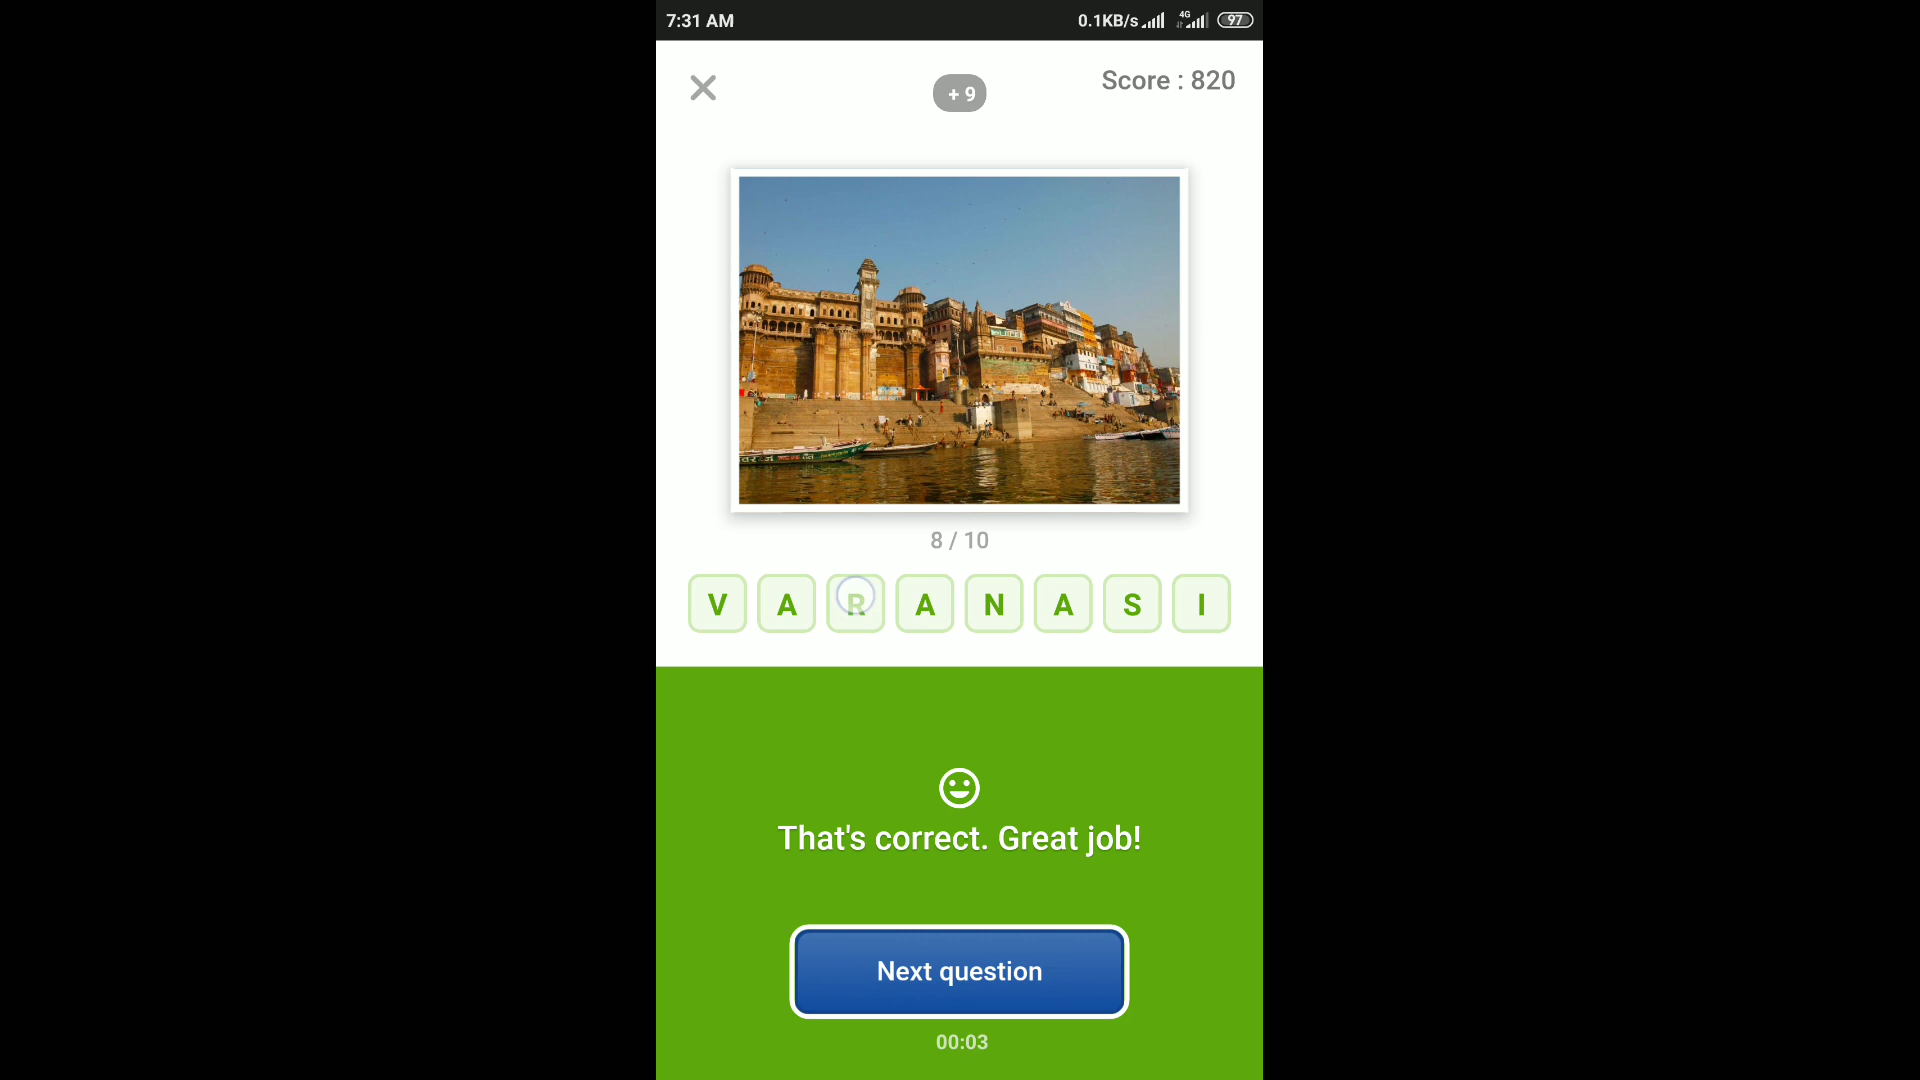 7:31 AM
0.1KB/s 4G 97
Score : 820
+ 9
8 / 10
V A R A N A S I
That's correct. Great job!
Next question
00:03